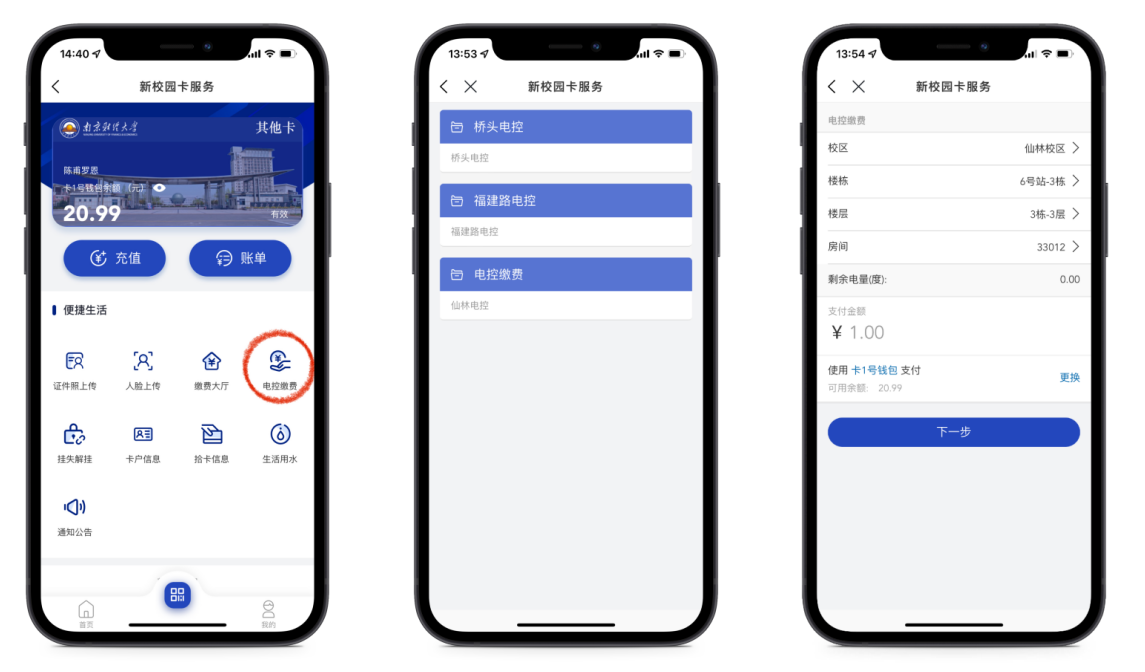 14:40
新校园卡服务
南京财经大学
其他卡
陈甫罗恩
卡1号钱包余额（元）
20.99
有效
充值
账单
便捷生活
证件照上传
人脸上传
缴费大厅
电控缴费
挂失解挂
卡户信息
拾卡信息
生活用水
通知公告
首页
我的
13:53
新校园卡服务
桥头电控
桥头电控
福建路电控
福建路电控
电控缴费
仙林电控
13:54
新校园卡服务
电控缴费
校区 仙林校区
楼栋 6号站-3栋
楼层 3栋-3层
房间 33012
剩余电量(度): 0.00
支付金额
¥ 1.00
使用 卡1号钱包 支付
可用余额: 20.99
更换
下一步